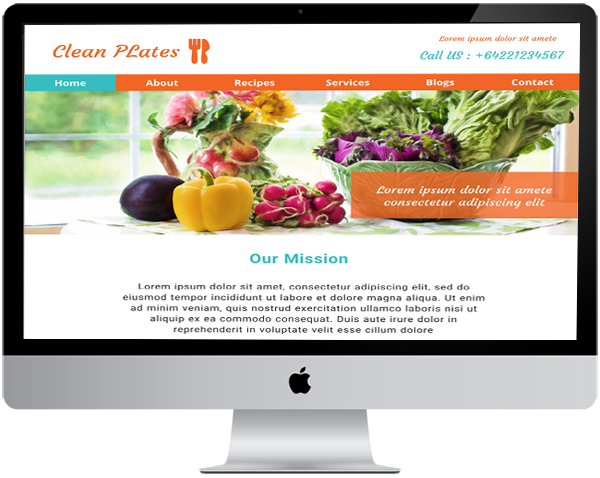 Clean PLates
Lorem ipsum dolor sit amete
Call US : +64221234567
Home About Recipes Services Blogs Contact
Lorem ipsum dolor sit amete
consectetur adipiscing elit
Our Mission
Lorem ipsum dolor sit amet, consectetur adipiscing elit, sed do
eiusmod tempor incididunt ut labore et dolore magna aliqua. Ut enim
ad minim veniam, quis nostrud exercitation ullamco laboris nisi ut
aliquip ex ea commodo consequat. Duis aute irure dolor in
reprehenderit in voluptate velit esse cillum dolore